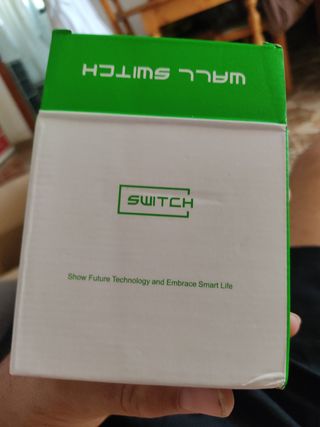 WALL SWITCH
SWITCH
Show Future Technology and Embrace Smart Life